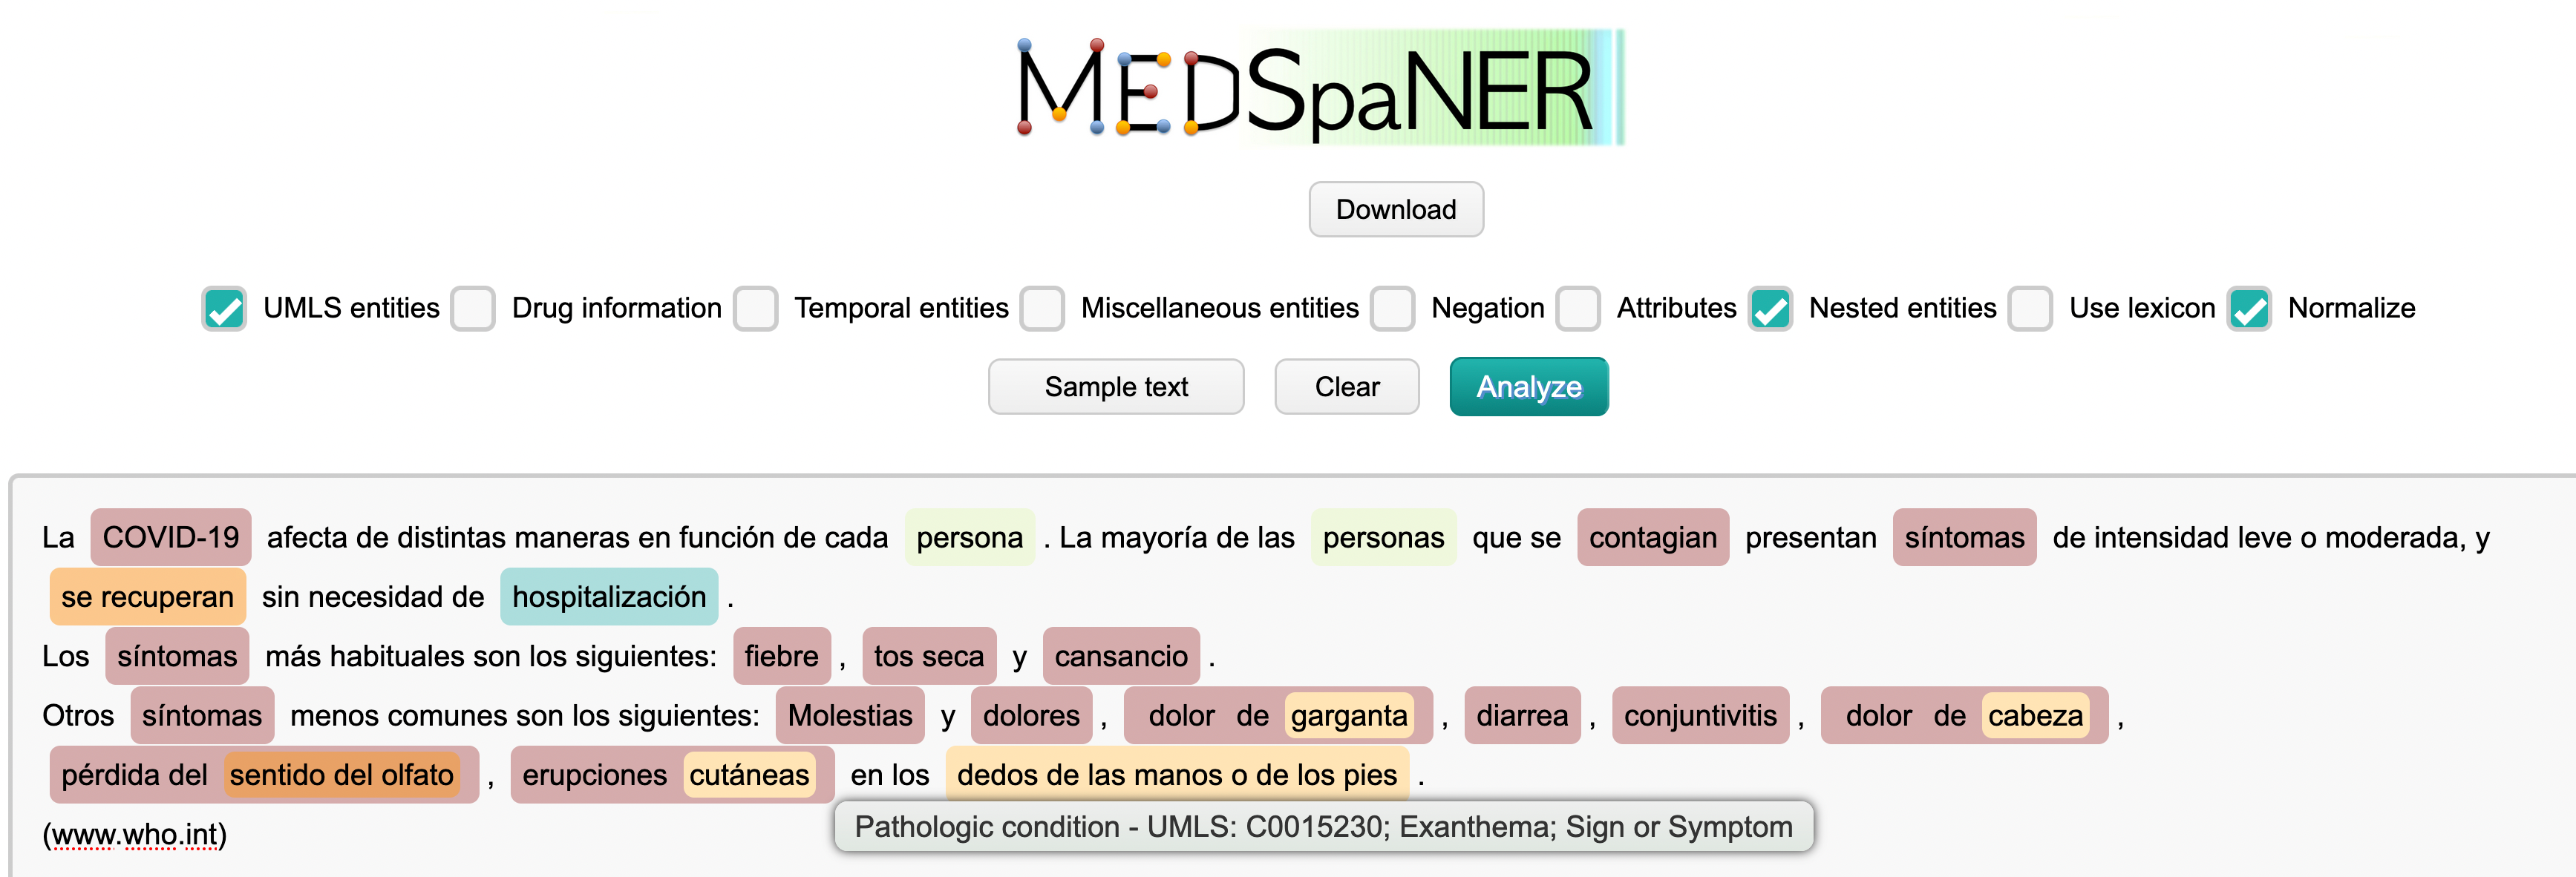 MEDSpaNER
Download
UMLS entities Drug information Temporal entities Miscellaneous entities Negation Attributes Nested entities Use lexicon Normalize
Sample text Clear Analyze
La COVID-19 afecta de distintas maneras en función de cada persona . La mayoría de las personas que se contagian presentan síntomas de intensidad leve o moderada, y
se recuperan sin necesidad de hospitalización .
Los síntomas más habituales son los siguientes: fiebre , tos seca y cansancio .
Otros síntomas menos comunes son los siguientes: Molestias y dolores , dolor de garganta , diarrea , conjuntivitis , dolor de cabeza ,
pérdida del sentido del olfato , erupciones cutáneas en los dedos de las manos o de los pies .
Pathologic condition - UMLS: C0015230; Exanthema; Sign or Symptom
(www.who.int)